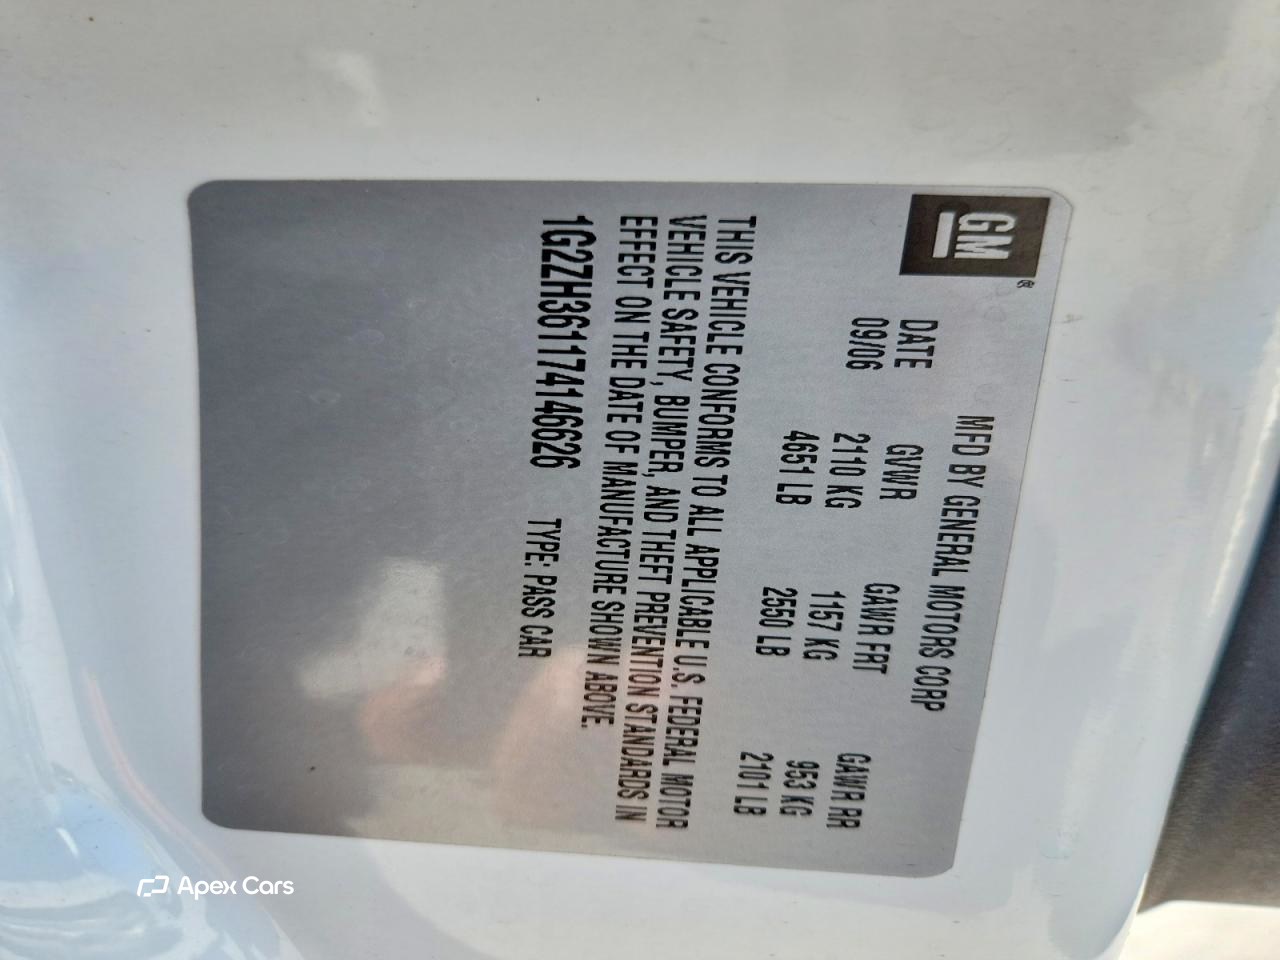 GM®
MFD BY GENERAL MOTORS CORP
DATE GVWR GAWR FRT GAWR RR
09/06 2110 KG 1157 KG 953 KG
4651 LB 2550 LB 2101 LB
THIS VEHICLE CONFORMS TO ALL APPLICABLE U.S. FEDERAL MOTOR
VEHICLE SAFETY, BUMPER, AND THEFT PREVENTION STANDARDS IN
EFFECT ON THE DATE OF MANUFACTURE SHOWN ABOVE.
1G2ZH361174146626 TYPE: PASS CAR
Apex Cars